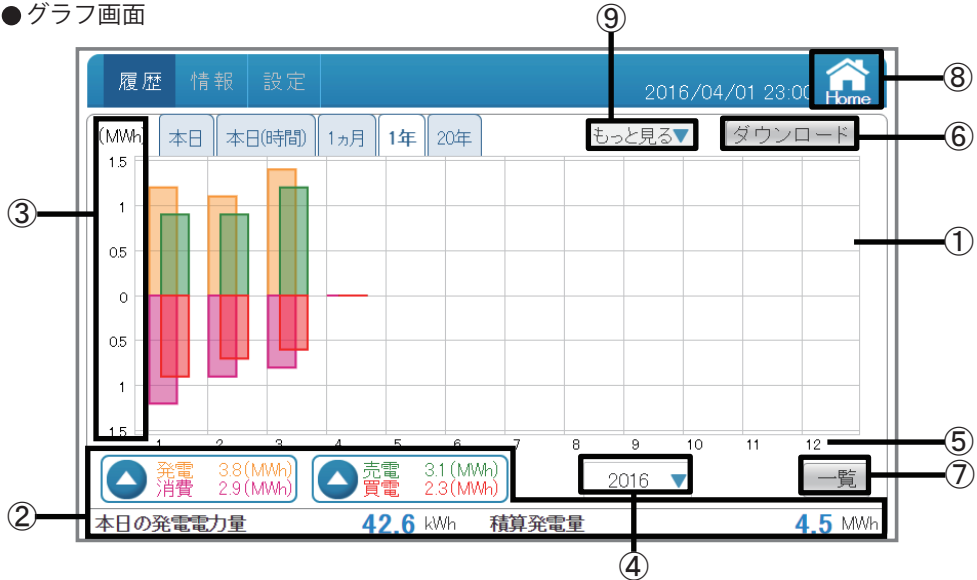 ● グラフ画面
⑨
履歴 情報 設定
2016/04/01 23:00
Home
⑧
(MWh)
本日 本日(時間) 1ヵ月 1年 20年
もっと見る▼
ダウンロード
⑥
1.5
1
0.5
0
0.5
1
1.5
③
①
1 2 3 4 5 6 7 8 9 10 11 12
⑤
発電 3.8(MWh)
消費 2.9(MWh)
売電 3.1(MWh)
買電 2.3(MWh)
2016 ▼
一覧
⑦
②
本日の発電電力量 42.6 kWh 積算発電量 4.5 MWh
④